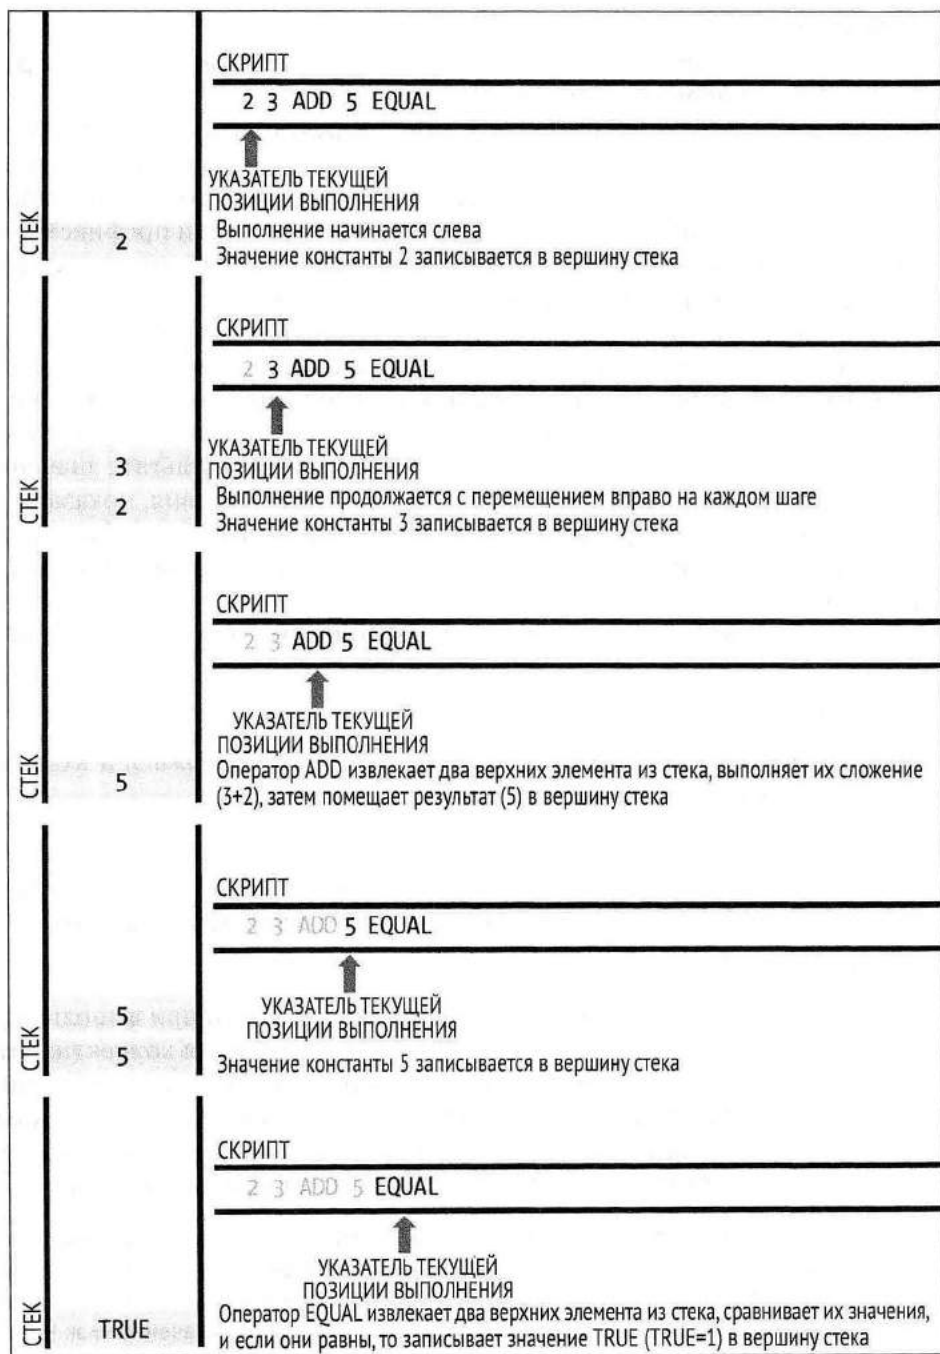 СКРИПТ
2 3 ADD 5 EQUAL
УКАЗАТЕЛЬ ТЕКУЩЕЙ
ПОЗИЦИИ ВЫПОЛНЕНИЯ
Выполнение начинается слева
Значение константы 2 записывается в вершину стека
СТЕК
2
СКРИПТ
2 3 ADD 5 EQUAL
УКАЗАТЕЛЬ ТЕКУЩЕЙ
ПОЗИЦИИ ВЫПОЛНЕНИЯ
Выполнение продолжается с перемещением вправо на каждом шаге
Значение константы 3 записывается в вершину стека
СТЕК
3
2
СКРИПТ
2 3 ADD 5 EQUAL
УКАЗАТЕЛЬ ТЕКУЩЕЙ
ПОЗИЦИИ ВЫПОЛНЕНИЯ
Оператор ADD извлекает два верхних элемента из стека, выполняет их сложение
(3+2), затем помещает результат (5) в вершину стека
СТЕК
5
СКРИПТ
2 3 ADD 5 EQUAL
УКАЗАТЕЛЬ ТЕКУЩЕЙ
ПОЗИЦИИ ВЫПОЛНЕНИЯ
Значение константы 5 записывается в вершину стека
СТЕК
5
5
СКРИПТ
2 3 ADD 5 EQUAL
УКАЗАТЕЛЬ ТЕКУЩЕЙ
ПОЗИЦИИ ВЫПОЛНЕНИЯ
Оператор EQUAL извлекает два верхних элемента из стека, сравнивает их значения,
и если они равны, то записывает значение TRUE (TRUE=1) в вершину стека
СТЕК
TRUE